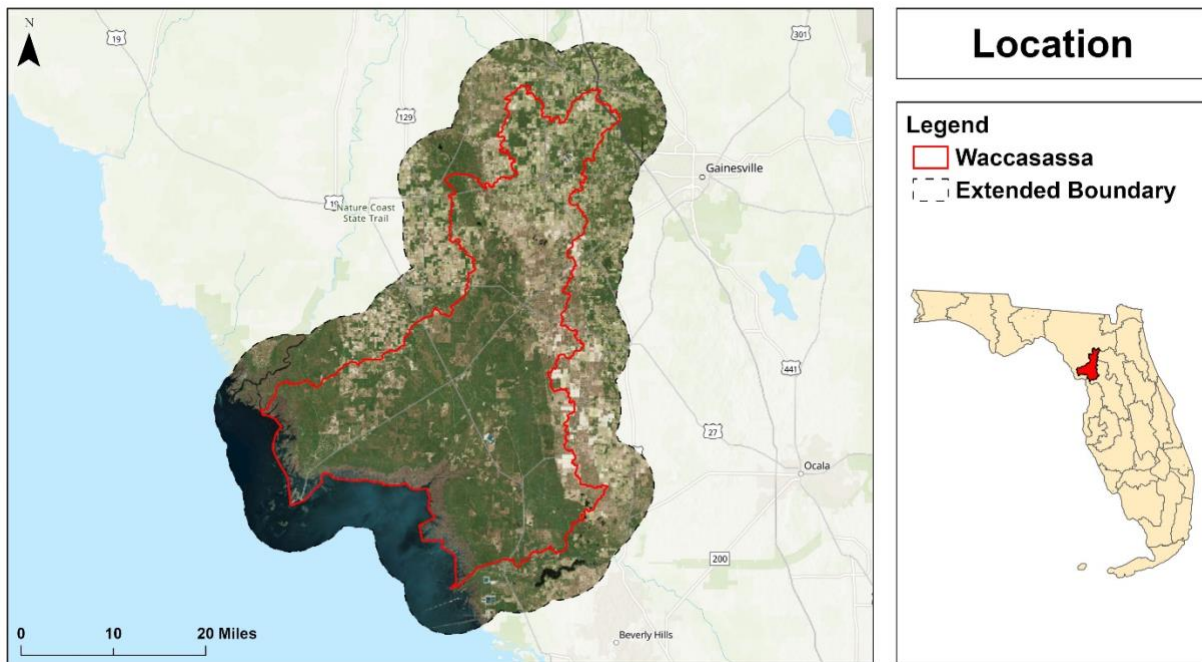 N
19
301
129
Gainesville
19
Nature Coast
State Trail
441
27
Ocala
200
Beverly Hills
0 10 20 Miles
Location
Legend
Waccasassa
Extended Boundary